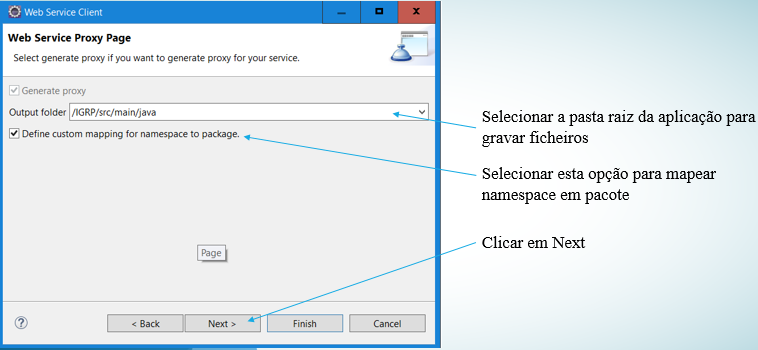 Web Service Client
Web Service Proxy Page
Select generate proxy if you want to generate proxy for your service.
Generate proxy
Output folder /IGRP/src/main/java
Define custom mapping for namespace to package.
Page
? < Back Next > Finish Cancel
Selecionar a pasta raiz da aplicação para
gravar ficheiros
Selecionar esta opção para mapear
namespace em pacote
Clicar em Next